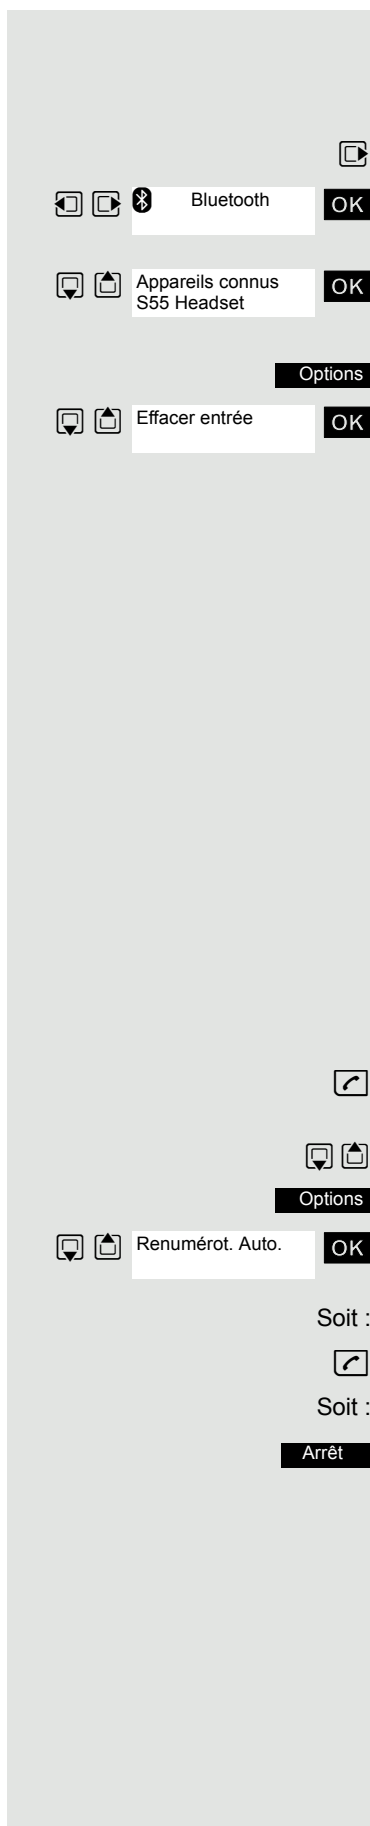 Bluetooth OK
Appareils connus OK
S55 Headset
Options
Effacer entrée OK
Options
Renumérot. Auto. OK
Soit :
Soit :
Arrêt